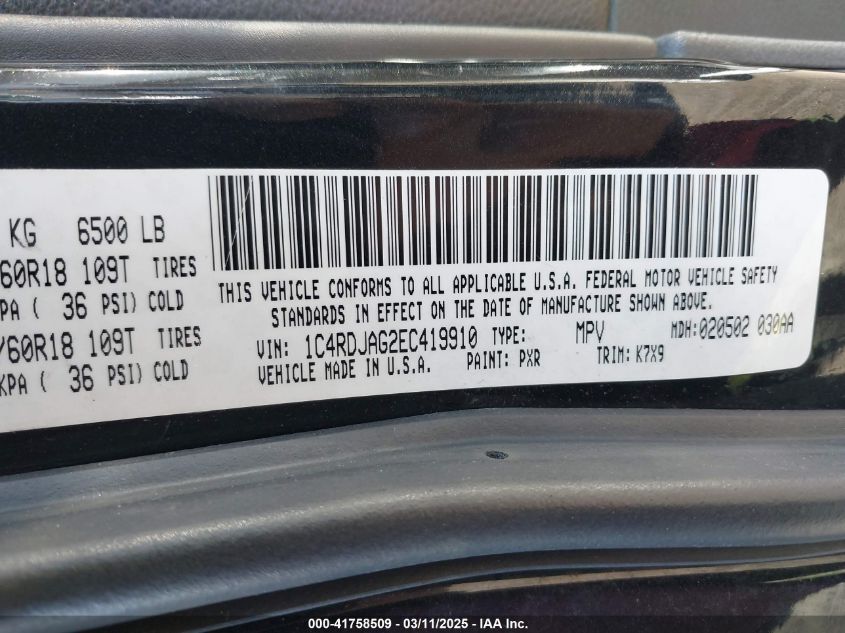 KG 6500 LB
60R18 109T TIRES
KPA ( 36 PSI) COLD
/60R18 109T TIRES
KPA ( 36 PSI) COLD
THIS VEHICLE CONFORMS TO ALL APPLICABLE U.S.A. FEDERAL MOTOR VEHICLE SAFETY
STANDARDS IN EFFECT ON THE DATE OF MANUFACTURE SHOWN ABOVE.
VIN: 1C4RDJAG2EC419910 TYPE: MPV MDH:020502 030AA
VEHICLE MADE IN U.S.A. PAINT: PXR TRIM: K7X9
000-41758509 - 03/11/2025 - IAA Inc.